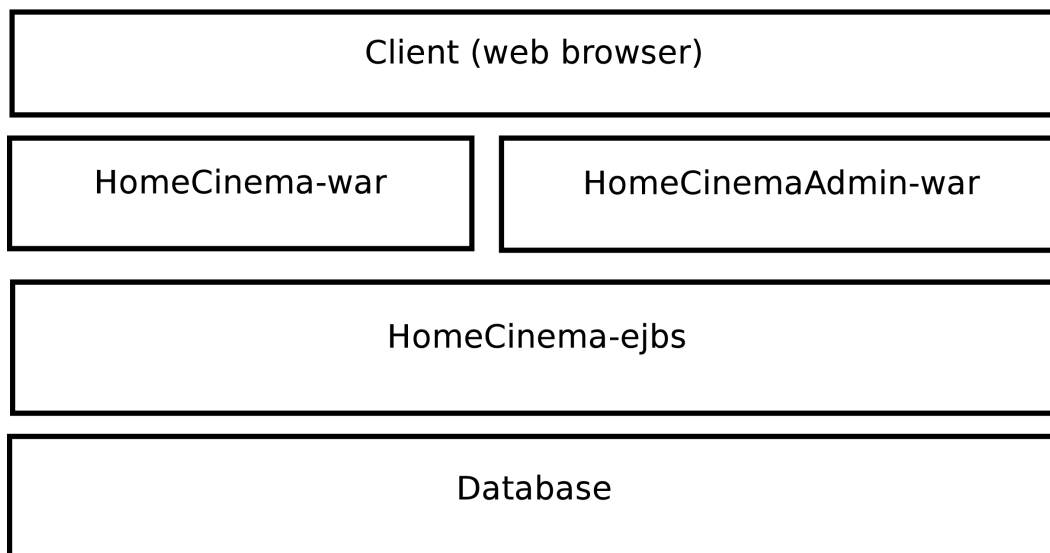 Client (web browser)
HomeCinema-war
HomeCinemaAdmin-war
HomeCinema-ejbs
Database